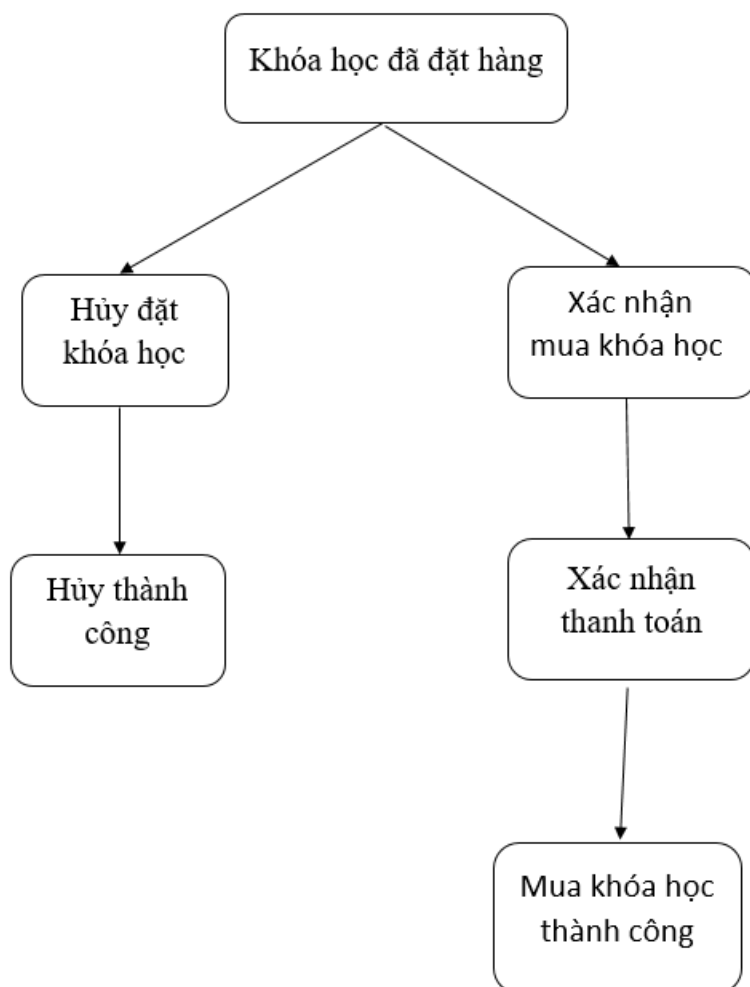 Khóa học đã đặt hàng
Hủy đặt
khóa học
Xác nhận
mua khóa học
Hủy thành
công
Xác nhận
thanh toán
Mua khóa học
thành công